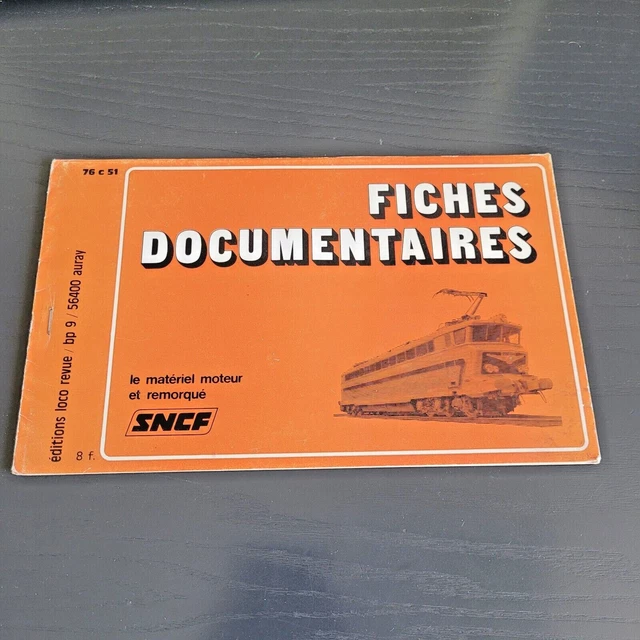 76 c 51
FICHES
DOCUMENTAIRES
le matériel moteur
et remorqué
SNCF
éditions loco revue / bp 9 / 56400 auray
8 f.